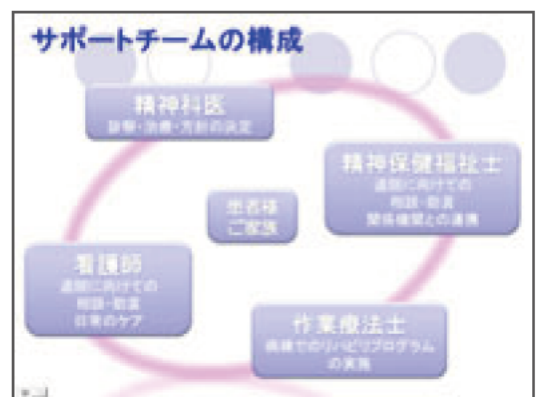 サポートチームの構成
精神科医
診察・治療・方針の決定
精神保健福祉士
退院に向けての
相談・助言
関係機関との連携
患者様
ご家族
看護師
退院に向けての
相談・助言
日常のケア
作業療法士
病棟でのリハビリプログラム
の実施